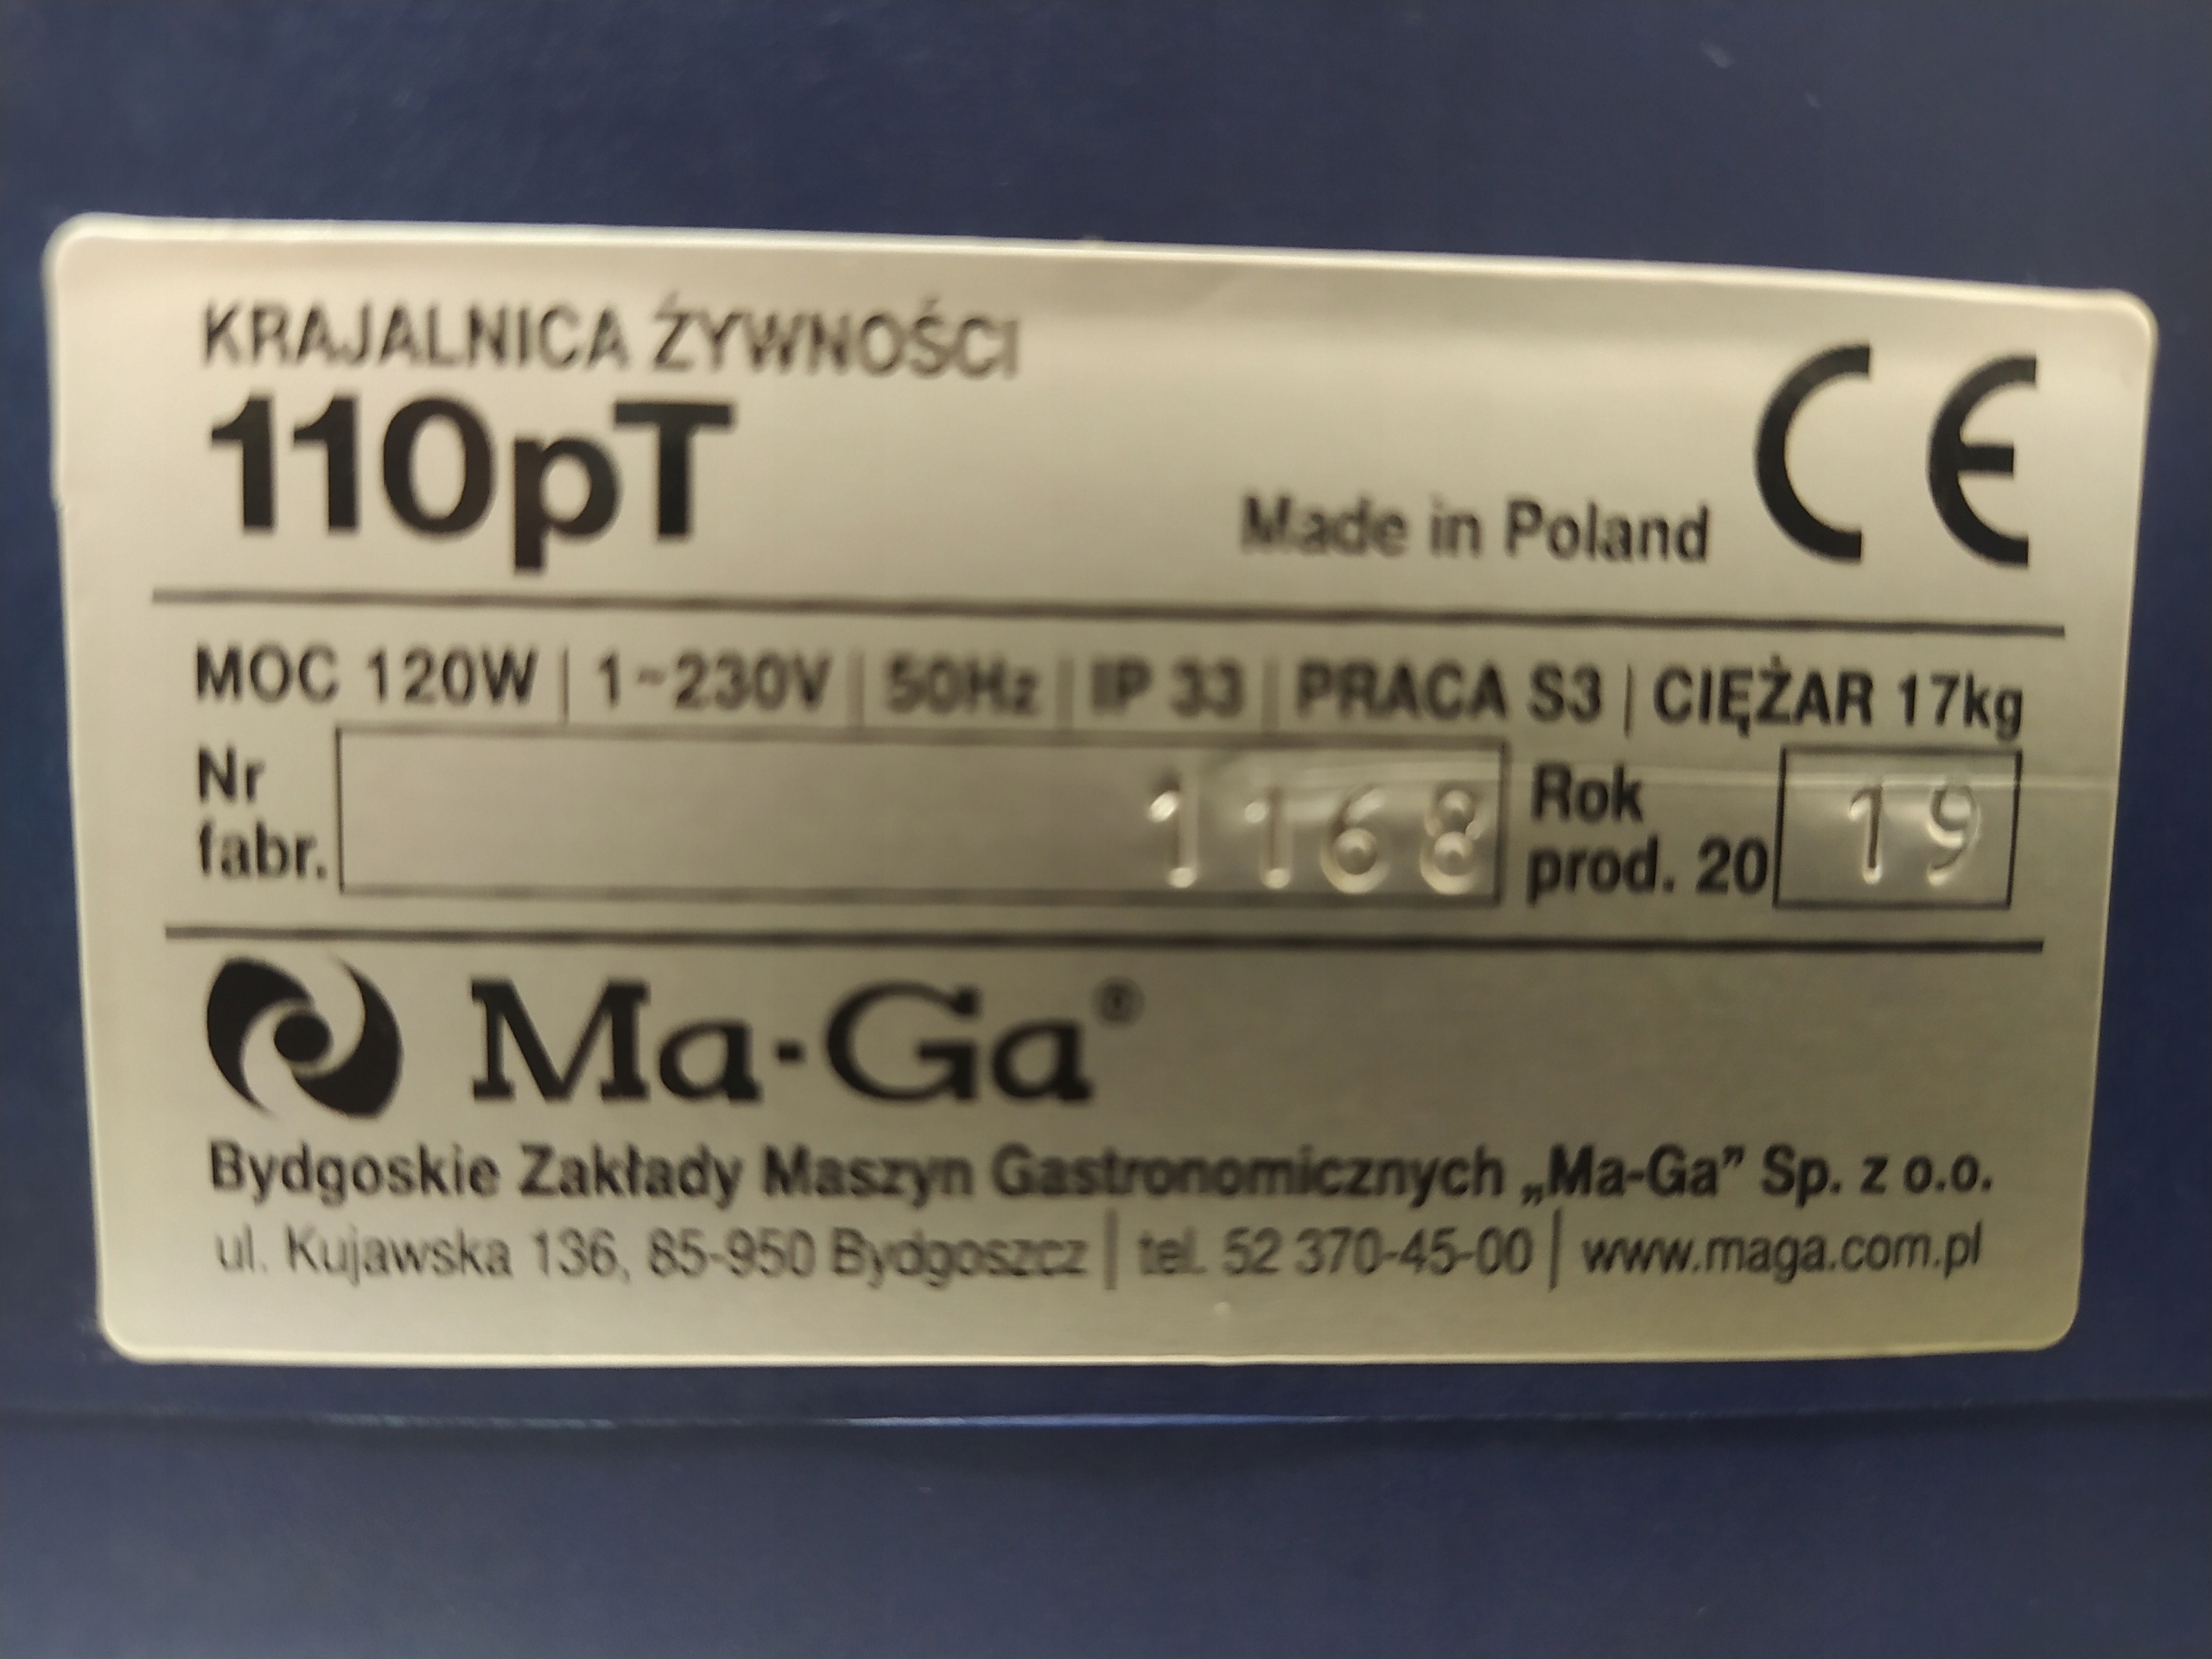 KRAJALNICA ŻYWNOŚCI
110pT
Made in Poland CE
MOC 120W | 1~230V | 50Hz | IP 33 | PRACA S3 | CIĘŻAR 17kg
Nr fabr. 1168 Rok prod. 20 19
Ma-Ga®
Bydgoskie Zakłady Maszyn Gastronomicznych „Ma-Ga” Sp. z o.o.
ul. Kujawska 136, 85-950 Bydgoszcz | tel. 52 370-45-00 | www.maga.com.pl